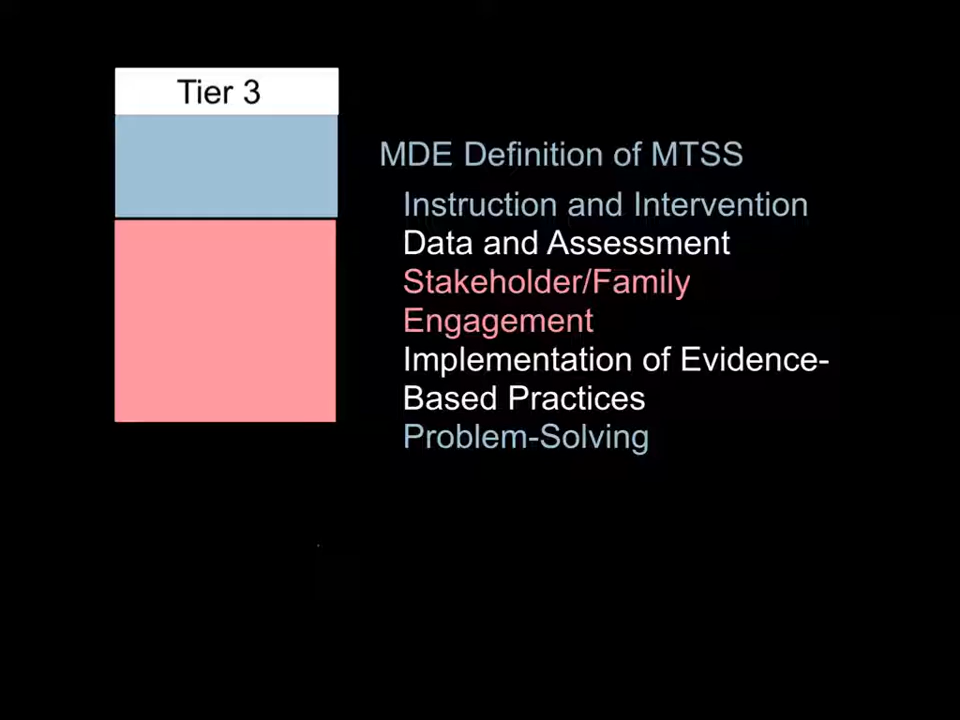 Tier 3
MDE Definition of MTSS
Instruction and Intervention
Data and Assessment
Stakeholder/Family
Engagement
Implementation of Evidence-
Based Practices
Problem-Solving